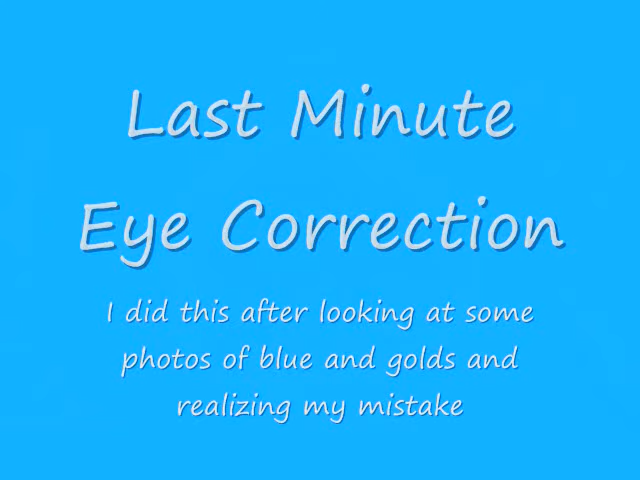 Last Minute
Eye Correction
I did this after looking at some
photos of blue and golds and
realizing my mistake